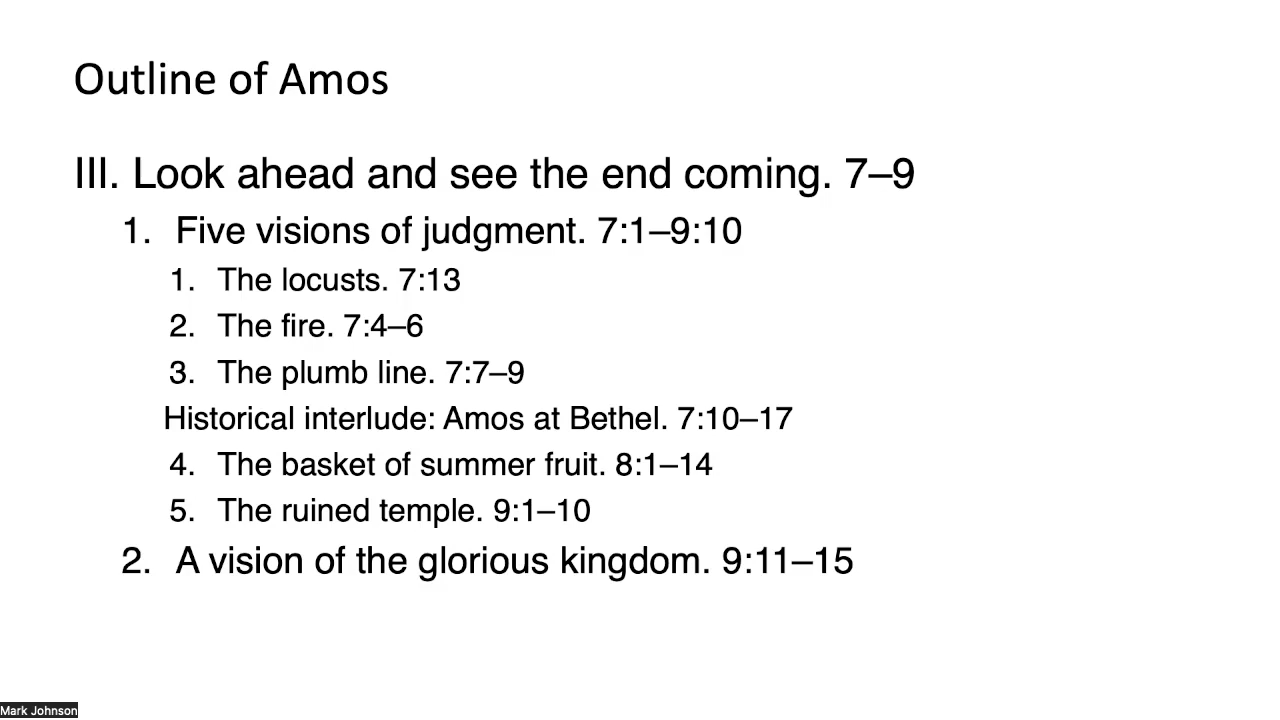 Outline of Amos
III. Look ahead and see the end coming. 7–9
1. Five visions of judgment. 7:1–9:10
1. The locusts. 7:13
2. The fire. 7:4–6
3. The plumb line. 7:7–9
Historical interlude: Amos at Bethel. 7:10–17
4. The basket of summer fruit. 8:1–14
5. The ruined temple. 9:1–10
2. A vision of the glorious kingdom. 9:11–15
Mark Johnson